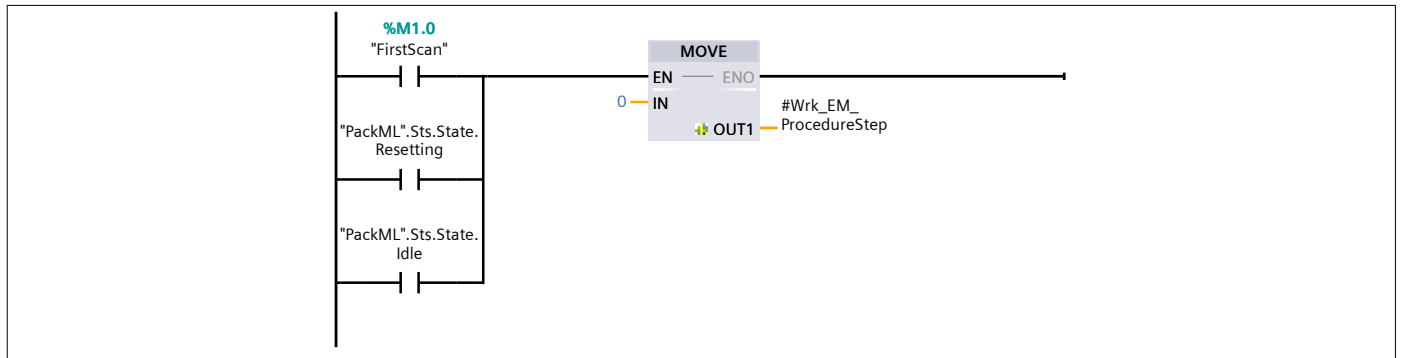 %M1.0
"FirstScan"
MOVE
EN
ENO
0
IN
#Wrk_EM_
ProcedureStep
OUT1
"PackML".Sts.State.
Resetting
"PackML".Sts.State.
Idle